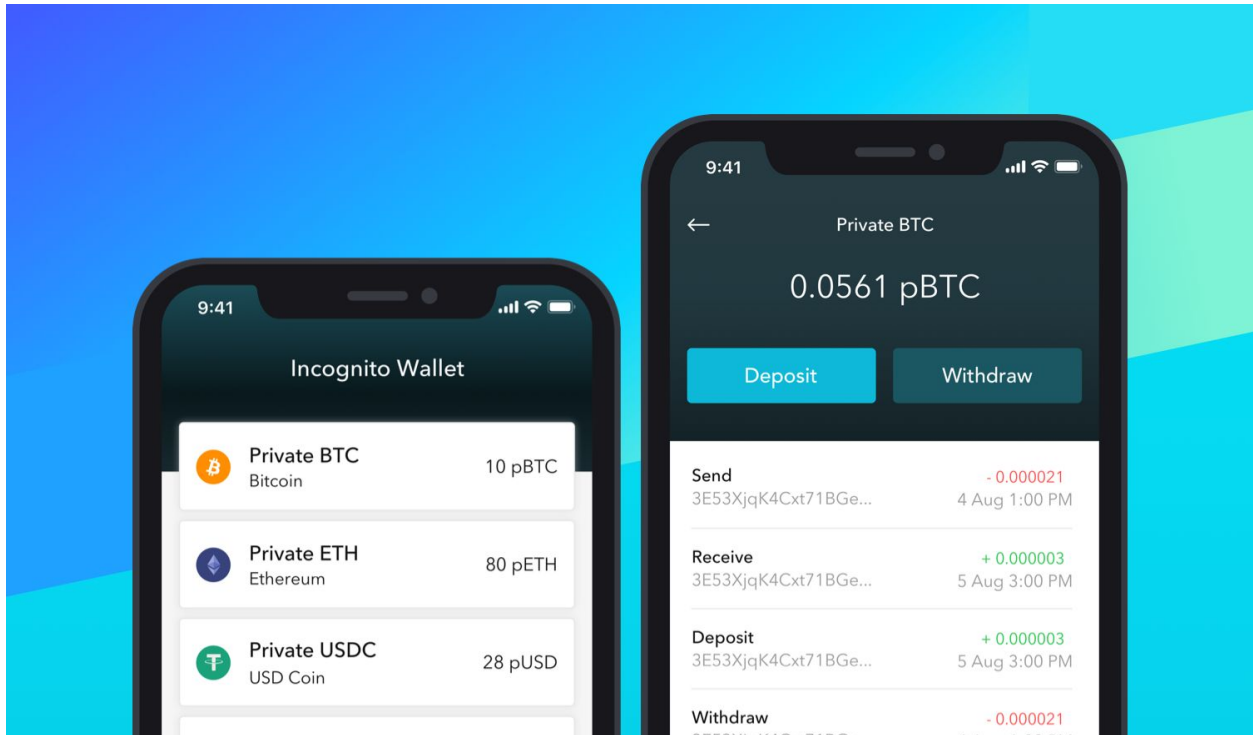 9:41
Incognito Wallet
Private BTC
Bitcoin
10 pBTC
Private ETH
Ethereum
80 pETH
Private USDC
USD Coin
28 pUSD
9:41
Private BTC
0.0561 pBTC
Deposit
Withdraw
Send
- 0.000021
3E53XjqK4Cxt71BGe...
4 Aug 1:00 PM
Receive
+ 0.000003
3E53XjqK4Cxt71BGe...
5 Aug 3:00 PM
Deposit
+ 0.000003
3E53XjqK4Cxt71BGe...
5 Aug 3:00 PM
Withdraw
- 0.000021